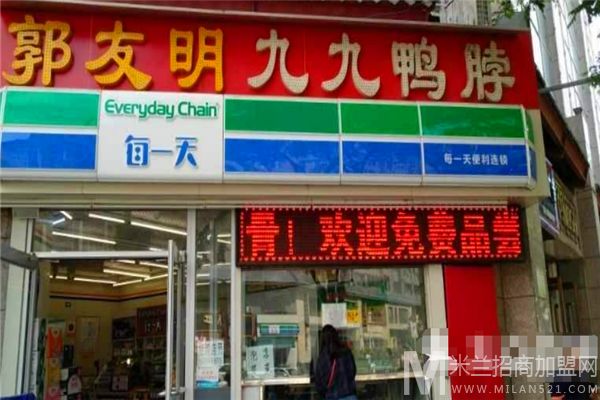 郭友明九九鸭脖
Everyday Chain
每一天
每一天便利连锁
膏！欢迎免费品尝
米兰招商加盟网
WWW.MILAN521.COM